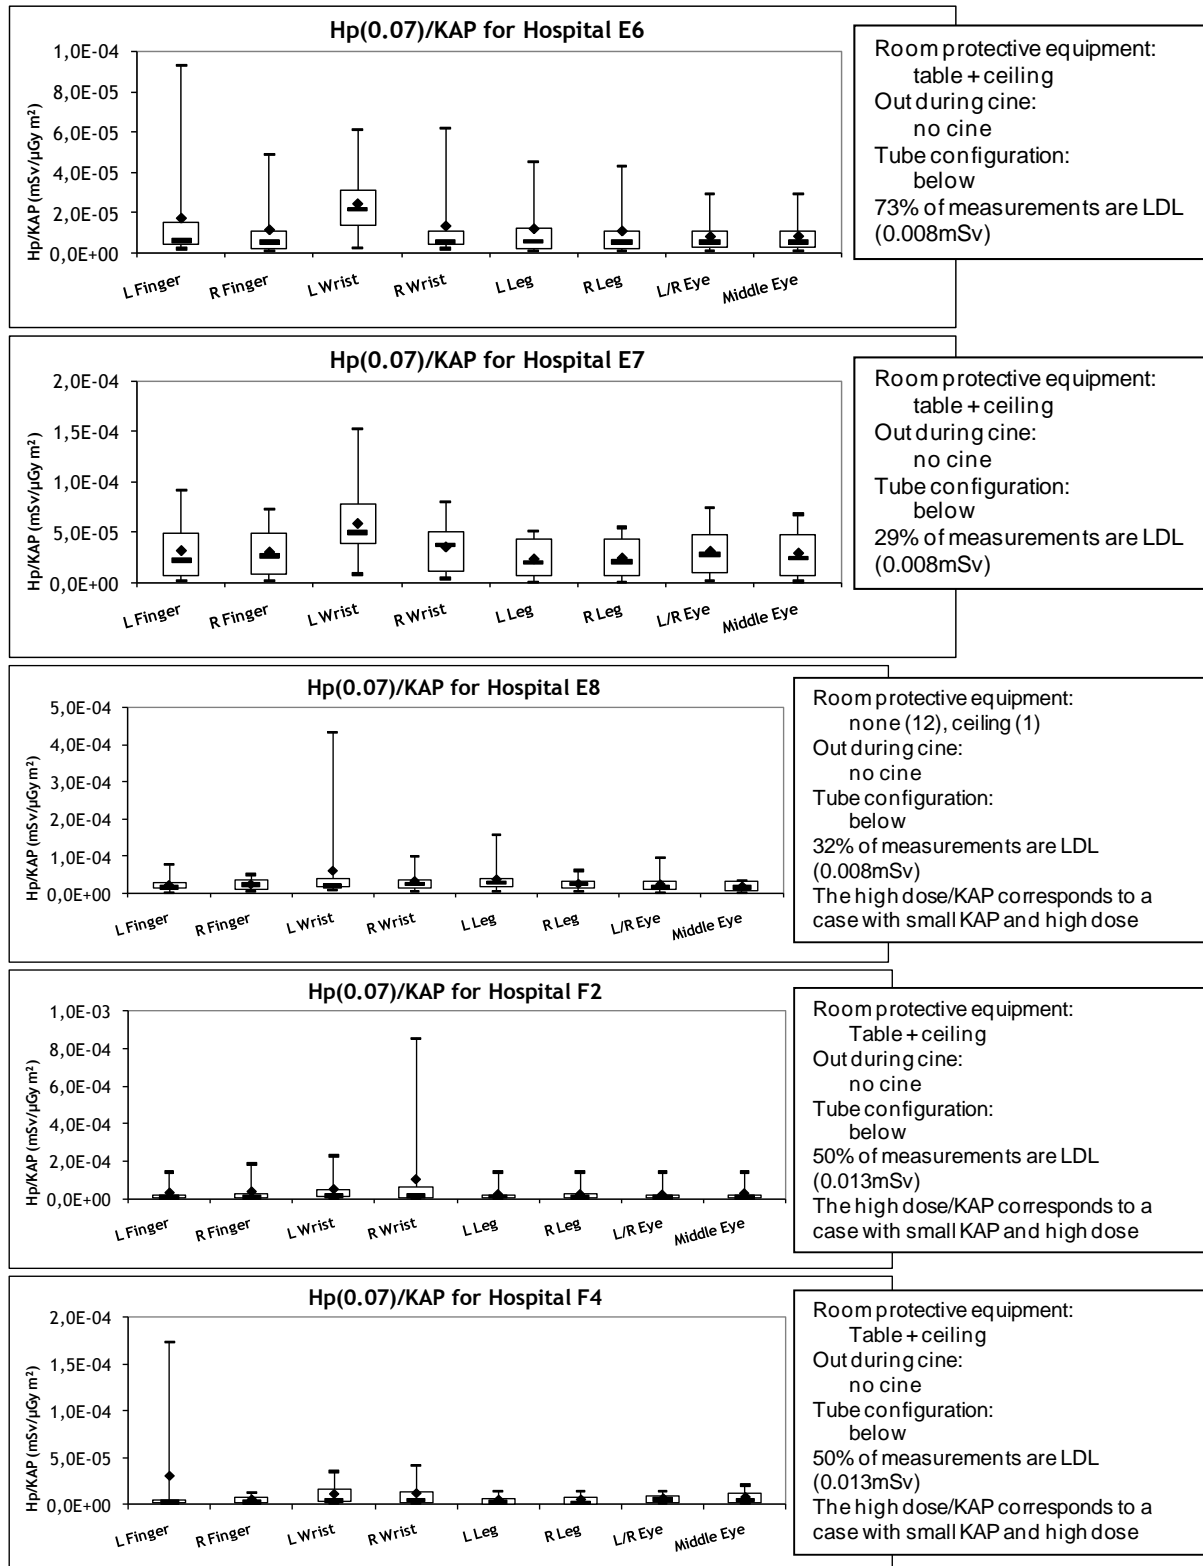 Hp(0.07)/KAP for Hospital E6
Hp/KAP (mSv/µGy m²)
1,0E-04
8,0E-05
6,0E-05
4,0E-05
2,0E-05
0,0E+00
L Finger
R Finger
L Wrist
R Wrist
L Leg
R Leg
L/R Eye
Middle Eye
Room protective equipment:
table + ceiling
Out during cine:
no cine
Tube configuration:
below
73% of measurements are LDL
(0.008mSv)
Hp(0.07)/KAP for Hospital E7
Hp/KAP (mSv/µGy m²)
2,0E-04
1,5E-04
1,0E-04
5,0E-05
0,0E+00
L Finger
R Finger
L Wrist
R Wrist
L Leg
R Leg
L/R Eye
Middle Eye
Room protective equipment:
table + ceiling
Out during cine:
no cine
Tube configuration:
below
29% of measurements are LDL
(0.008mSv)
Hp(0.07)/KAP for Hospital E8
Hp/KAP (mSv/µGy m²)
5,0E-04
4,0E-04
3,0E-04
2,0E-04
1,0E-04
0,0E+00
L Finger
R Finger
L Wrist
R Wrist
L Leg
R Leg
L/R Eye
Middle Eye
Room protective equipment:
none (12), ceiling (1)
Out during cine:
no cine
Tube configuration:
below
32% of measurements are LDL
(0.008mSv)
The high dose/KAP corresponds to a
case with small KAP and high dose
Hp(0.07)/KAP for Hospital F2
Hp/KAP (mSv/µGy m²)
1,0E-03
8,0E-04
6,0E-04
4,0E-04
2,0E-04
0,0E+00
L Finger
R Finger
L Wrist
R Wrist
L Leg
R Leg
L/R Eye
Middle Eye
Room protective equipment:
Table + ceiling
Out during cine:
no cine
Tube configuration:
below
50% of measurements are LDL
(0.013mSv)
The high dose/KAP corresponds to a
case with small KAP and high dose
Hp(0.07)/KAP for Hospital F4
Hp/KAP (mSv/µGy m²)
2,0E-04
1,5E-04
1,0E-04
5,0E-05
0,0E+00
L Finger
R Finger
L Wrist
R Wrist
L Leg
R Leg
L/R Eye
Middle Eye
Room protective equipment:
Table + ceiling
Out during cine:
no cine
Tube configuration:
below
50% of measurements are LDL
(0.013mSv)
The high dose/KAP corresponds to a
case with small KAP and high dose